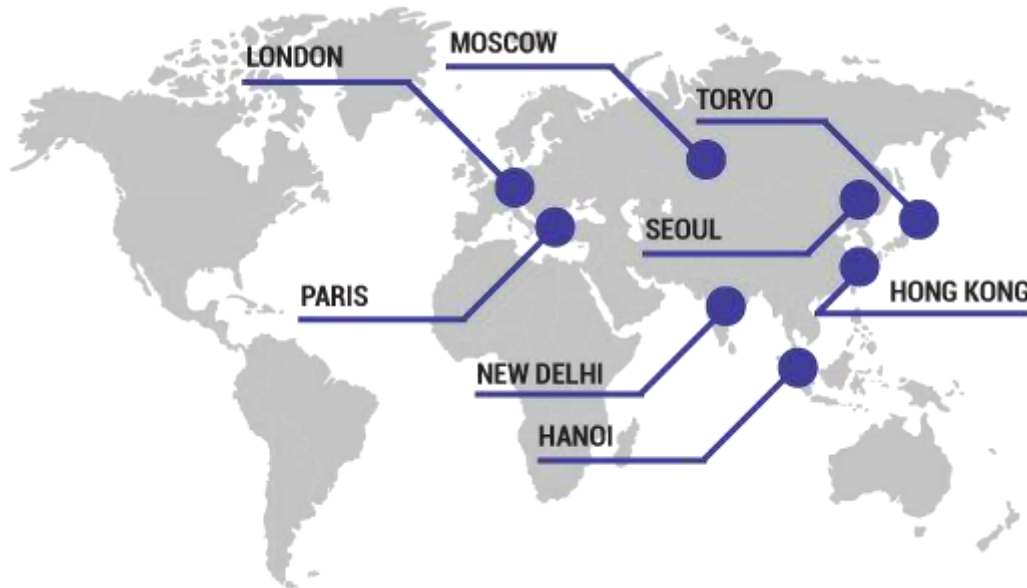 MOSCOW
LONDON
TORYO
SEOUL
PARIS
HONG KONG
NEW DELHI
HANOI